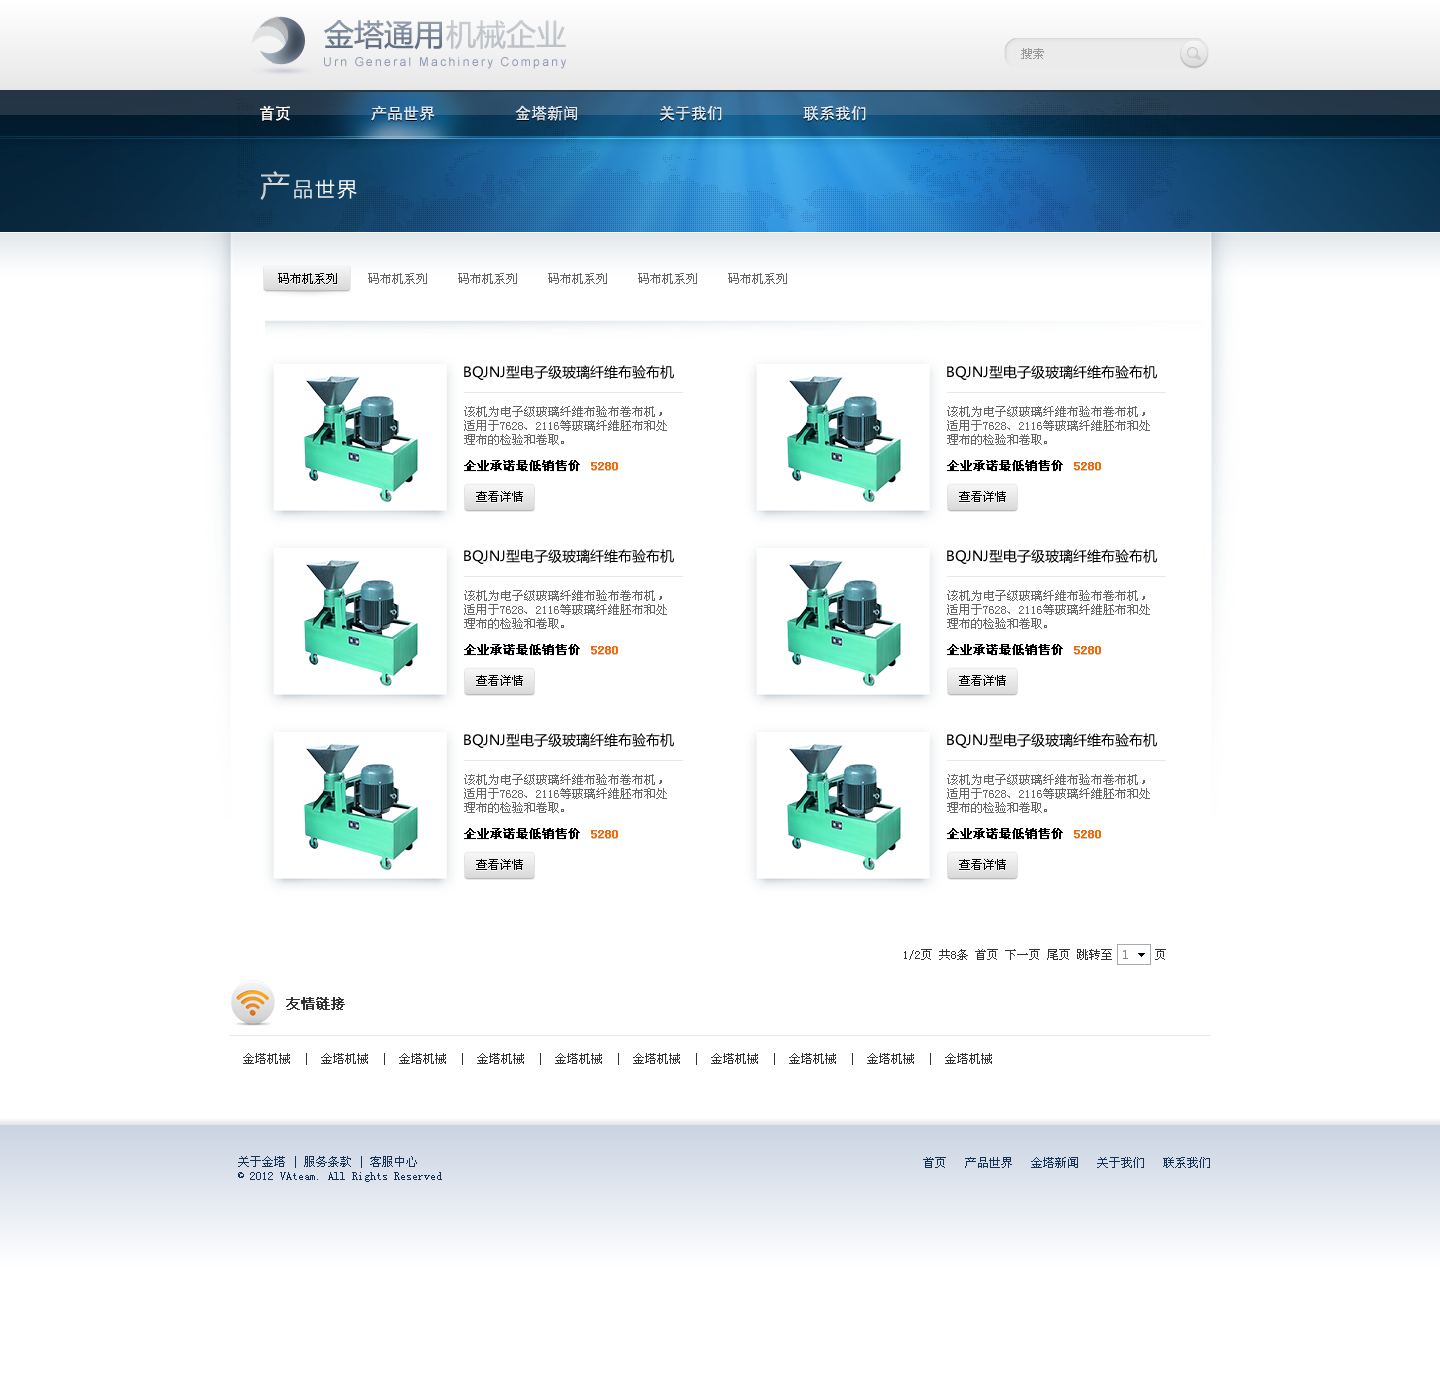 金塔通用机械企业
Urn General Machinery Company
搜索
首页 产品世界 金塔新闻 关于我们 联系我们
产品世界
码布机系列 码布机系列 码布机系列 码布机系列 码布机系列 码布机系列
BQJNJ型电子级玻璃纤维布验布机
该机为电子级玻璃纤维布验布卷布机，
适用于7628、2116等玻璃纤维胚布和处
理布的检验和卷取。
企业承诺最低销售价 5280
查看详情
BQJNJ型电子级玻璃纤维布验布机
该机为电子级玻璃纤维布验布卷布机，
适用于7628、2116等玻璃纤维胚布和处
理布的检验和卷取。
企业承诺最低销售价 5280
查看详情
BQJNJ型电子级玻璃纤维布验布机
该机为电子级玻璃纤维布验布卷布机，
适用于7628、2116等玻璃纤维胚布和处
理布的检验和卷取。
企业承诺最低销售价 5280
查看详情
BQJNJ型电子级玻璃纤维布验布机
该机为电子级玻璃纤维布验布卷布机，
适用于7628、2116等玻璃纤维胚布和处
理布的检验和卷取。
企业承诺最低销售价 5280
查看详情
BQJNJ型电子级玻璃纤维布验布机
该机为电子级玻璃纤维布验布卷布机，
适用于7628、2116等玻璃纤维胚布和处
理布的检验和卷取。
企业承诺最低销售价 5280
查看详情
BQJNJ型电子级玻璃纤维布验布机
该机为电子级玻璃纤维布验布卷布机，
适用于7628、2116等玻璃纤维胚布和处
理布的检验和卷取。
企业承诺最低销售价 5280
查看详情
1/2页 共8条 首页 下一页 尾页 跳转至 1 页
友情链接
金塔机械 | 金塔机械 | 金塔机械 | 金塔机械 | 金塔机械 | 金塔机械 | 金塔机械 | 金塔机械 | 金塔机械 | 金塔机械
关于金塔 | 服务条款 | 客服中心
© 2012 VAteam. All Rights Reserved
首页 产品世界 金塔新闻 关于我们 联系我们